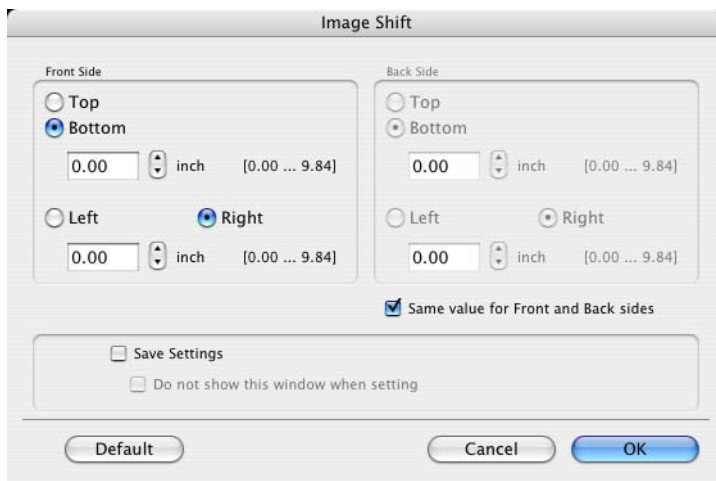 Image Shift
Front Side
Top
Bottom
0.00 inch [0.00 ... 9.84]
Left Right
0.00 inch [0.00 ... 9.84]
Back Side
Top
Bottom
0.00 inch [0.00 ... 9.84]
Left Right
0.00 inch [0.00 ... 9.84]
Same value for Front and Back sides
Save Settings
Do not show this window when setting
Default Cancel OK